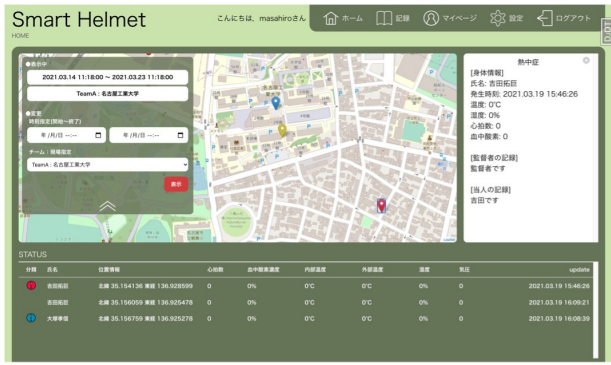 Smart Helmet
こんにちは、masahiroさん
ホーム
記録
マイページ
設定
ログアウト
HOME
●表示中
2021.03.14 11:18:00 ~ 2021.03.23 11:18:00
TeamA : 名古屋工業大学
●変更
時刻指定(開始〜終了)
年 /月/日 --:--
年 /月/日 --:--
チーム：現場指定
TeamA : 名古屋工業大学
表示
Leaflet
熱中症
[身体情報]
氏名: 吉田拓巨
発生時刻: 2021.03.19 15:46:26
温度: 0℃
湿度: 0%
心拍数: 0
血中酸素: 0
[監督者の記録]
監督者です
[当人の記録]
吉田です
STATUS
分類 氏名 位置情報 心拍数 血中酸素濃度 内部温度 外部温度 湿度 気圧 update
吉田拓巨 北緯 35.154136 東経 136.928599 0 0% 0℃ 0℃ 0% 0 2021.03.19 15:46:26
吉田拓巨 北緯 35.156059 東経 136.925478 0 0% 0℃ 0℃ 0% 0 2021.03.19 16:09:21
大塚孝信 北緯 35.156759 東経 136.925278 0 0% 0℃ 0℃ 0% 0 2021.03.19 16:08:39